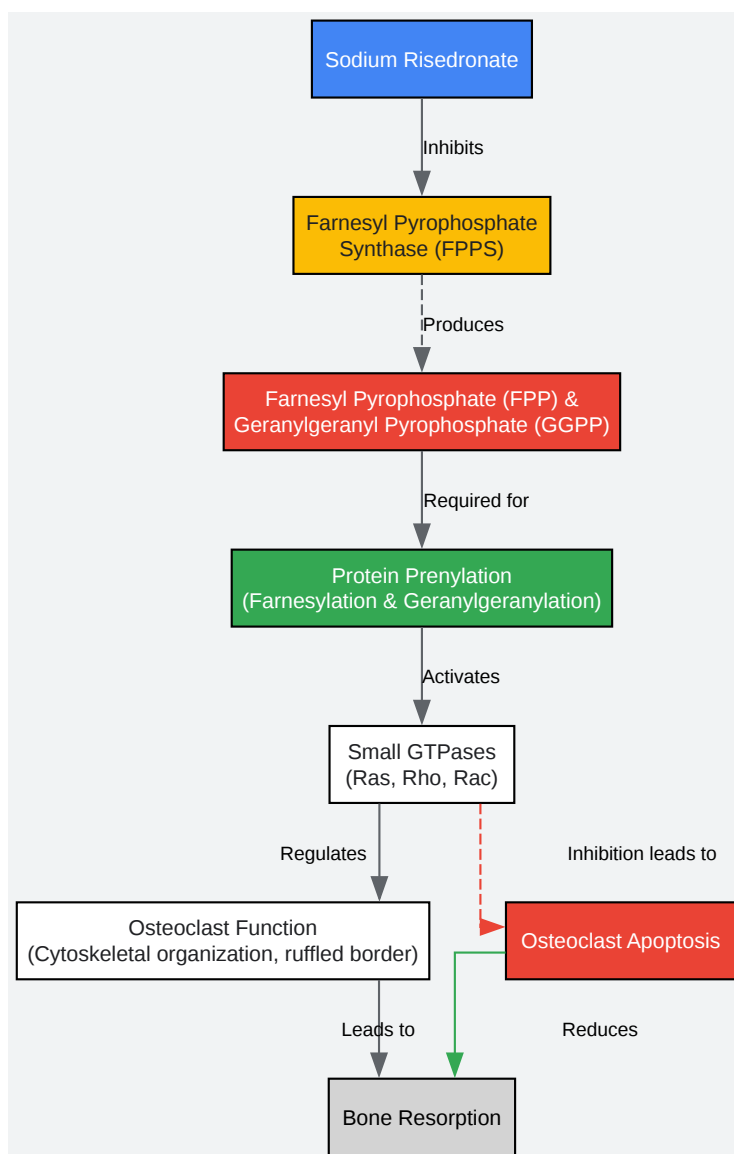 Sodium Risedronate
Inhibits
Farnesyl Pyrophosphate
Synthase (FPPS)
Produces
Farnesyl Pyrophosphate (FPP) &
Geranylgeranyl Pyrophosphate (GGPP)
Required for
Protein Prenylation
(Farnesylation & Geranylgeranylation)
Activates
Small GTPases
(Ras, Rho, Rac)
Regulates
Inhibition leads to
Osteoclast Function
(Cytoskeletal organization, ruffled border)
Osteoclast Apoptosis
Leads to
Reduces
Bone Resorption